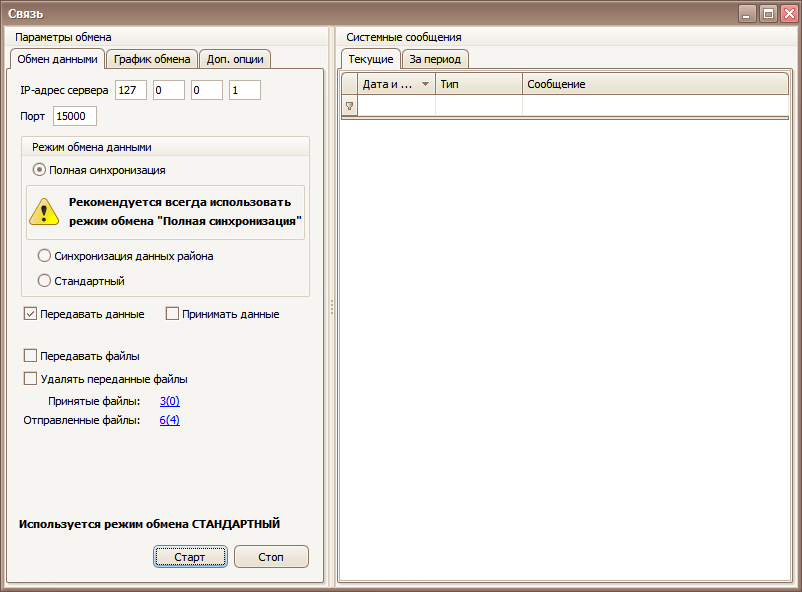 Связь
Параметры обмена
Обмен данными
График обмена
Доп. опции
IP-адрес сервера 127 0 0 1
Порт 15000
Режим обмена данными
Полная синхронизация
Рекомендуется всегда использовать
режим обмена "Полная синхронизация"
Синхронизация данных района
Стандартный
Передавать данные
Принимать данные
Передавать файлы
Удалять переданные файлы
Принятые файлы: 3(0)
Отправленные файлы: 6(4)
Используется режим обмена СТАНДАРТНЫЙ
Старт
Стоп
Системные сообщения
Текущие
За период
Дата и ...
Тип
Сообщение